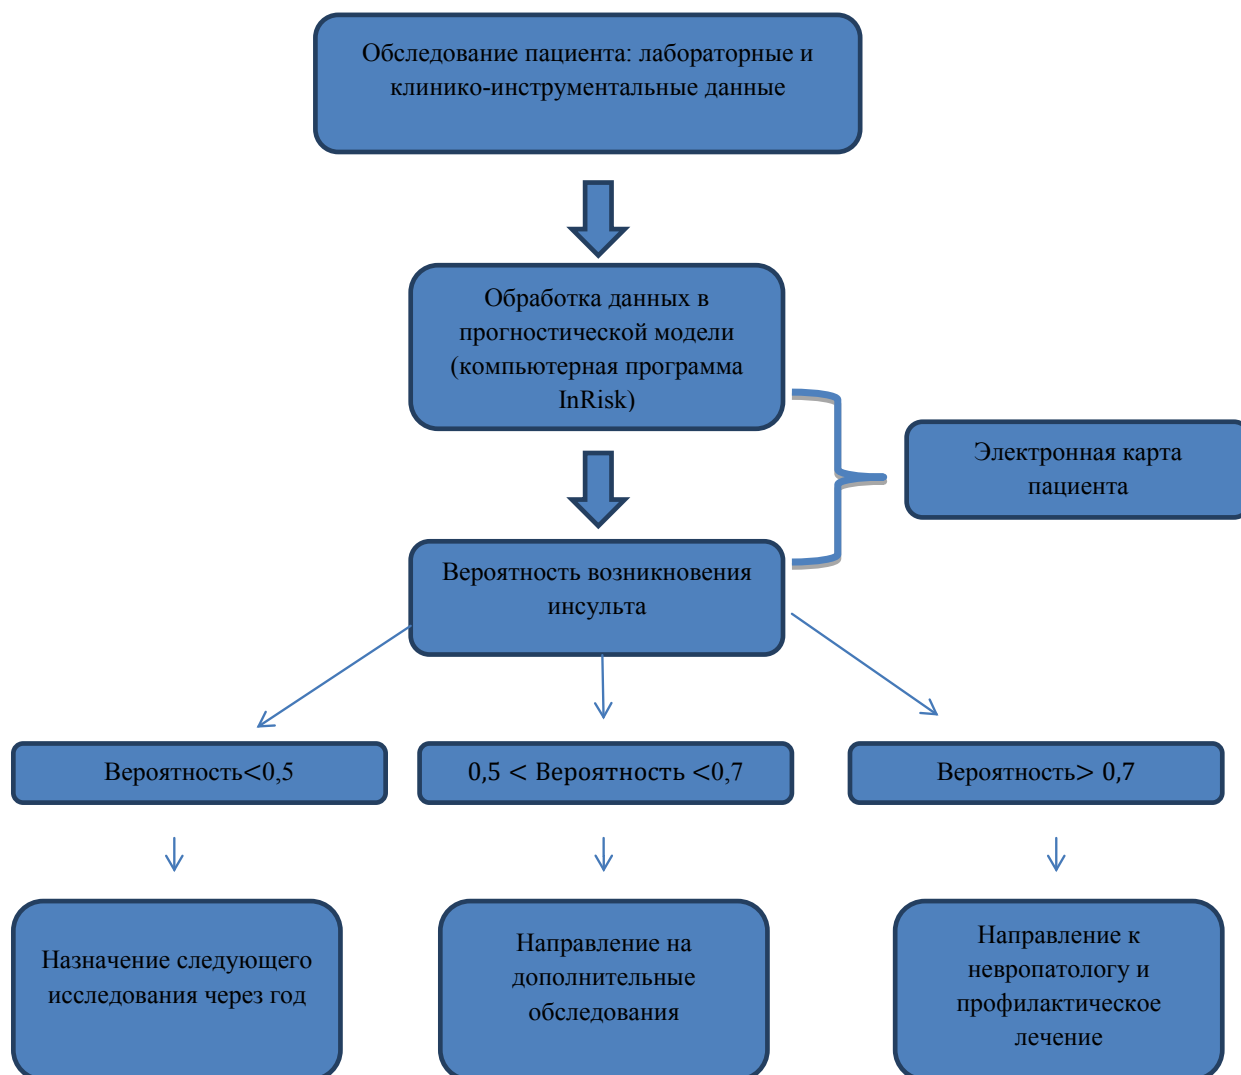 Обследование пациента: лабораторные и
клинико-инструментальные данные
Обработка данных в
прогностической модели
(компьютерная программа
InRisk)
Электронная карта
пациента
Вероятность возникновения
инсульта
Вероятность<0,5
0,5 < Вероятность <0,7
Вероятность> 0,7
Назначение следующего
исследования через год
Направление на
дополнительные
обследования
Направление к
невропатологу и
профилактическое
лечение